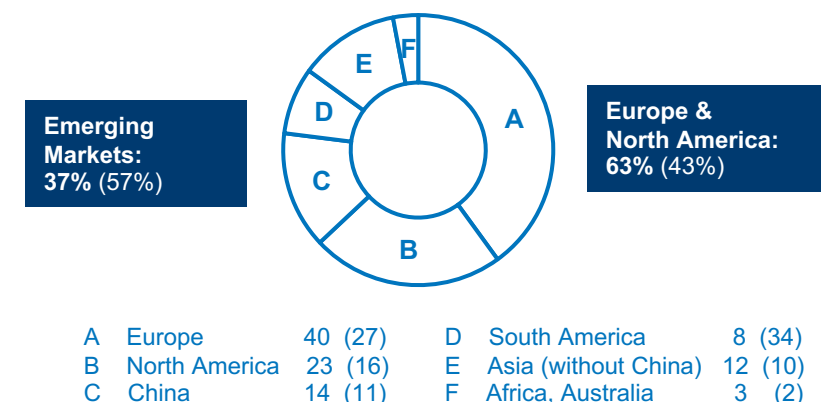 F
E
A
D
C
B
Emerging
Markets:
37% (57%)
Europe &
North America:
63% (43%)
A Europe 40 (27)
B North America 23 (16)
C China 14 (11)
D South America 8 (34)
E Asia (without China) 12 (10)
F Africa, Australia 3 (2)